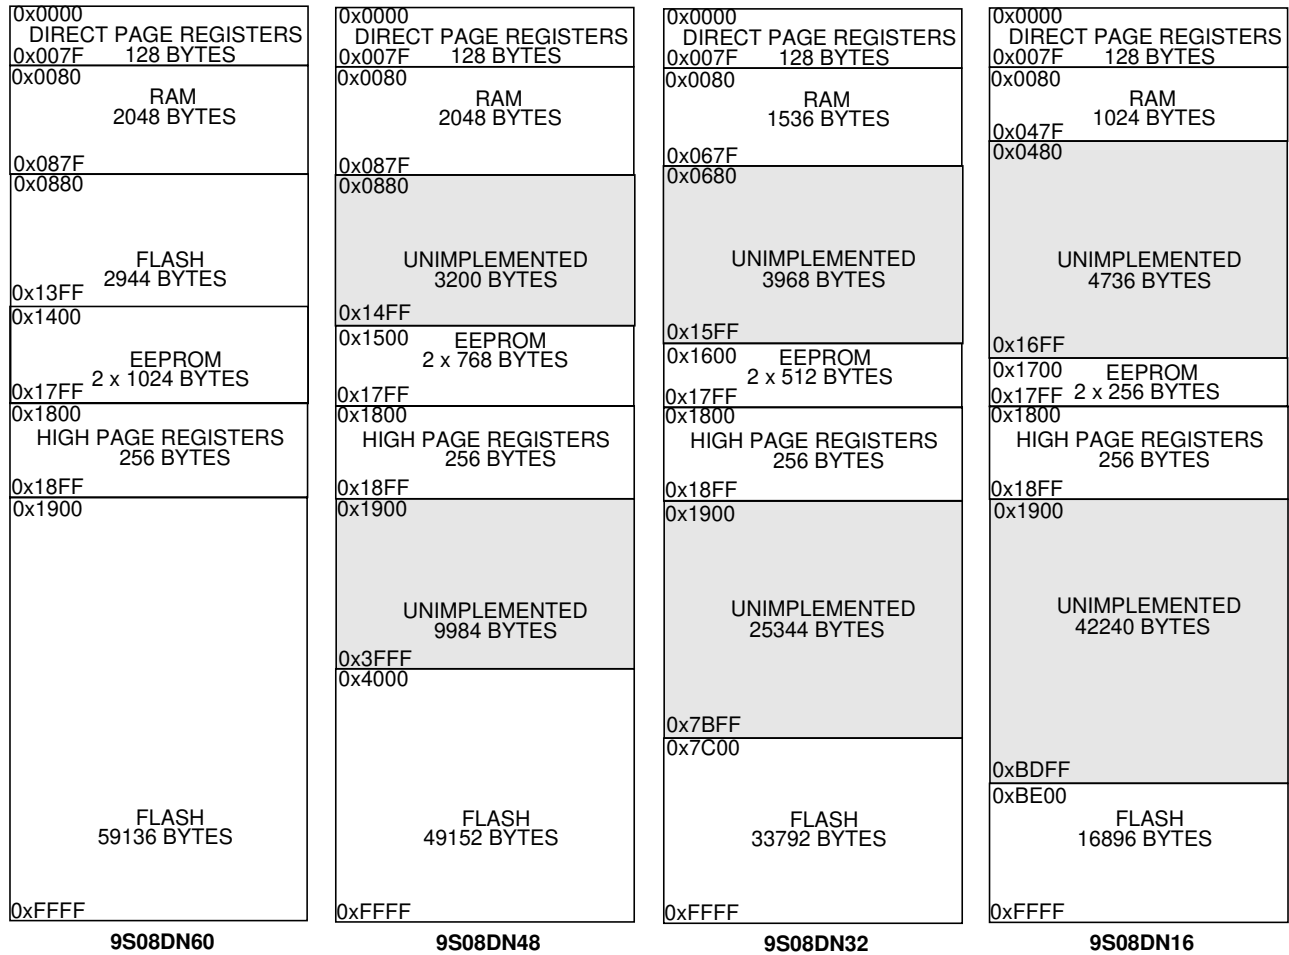 0x0000
DIRECT PAGE REGISTERS
0x007F 128 BYTES
0x0080
RAM
2048 BYTES
0x087F
0x0880
FLASH
2944 BYTES
0x13FF
0x1400
EEPROM
2 x 1024 BYTES
0x17FF
0x1800
HIGH PAGE REGISTERS
256 BYTES
0x18FF
0x1900
FLASH
59136 BYTES
0xFFFF
9S08DN60
0x0000
DIRECT PAGE REGISTERS
0x007F 128 BYTES
0x0080
RAM
2048 BYTES
0x087F
0x0880
UNIMPLEMENTED
3200 BYTES
0x14FF
0x1500 EEPROM
2 x 768 BYTES
0x17FF
0x1800
HIGH PAGE REGISTERS
256 BYTES
0x18FF
0x1900
UNIMPLEMENTED
9984 BYTES
0x3FFF
0x4000
FLASH
49152 BYTES
0xFFFF
9S08DN48
0x0000
DIRECT PAGE REGISTERS
0x007F 128 BYTES
0x0080
RAM
1536 BYTES
0x067F
0x0680
UNIMPLEMENTED
3968 BYTES
0x15FF
0x1600 EEPROM
2 x 512 BYTES
0x17FF
0x1800
HIGH PAGE REGISTERS
256 BYTES
0x18FF
0x1900
UNIMPLEMENTED
25344 BYTES
0x7BFF
0x7C00
FLASH
33792 BYTES
0xFFFF
9S08DN32
0x0000
DIRECT PAGE REGISTERS
0x007F 128 BYTES
0x0080
RAM
1024 BYTES
0x047F
0x0480
UNIMPLEMENTED
4736 BYTES
0x16FF
0x1700 EEPROM
0x17FF 2 x 256 BYTES
0x1800
HIGH PAGE REGISTERS
256 BYTES
0x18FF
0x1900
UNIMPLEMENTED
42240 BYTES
0xBDFF
0xBE00
FLASH
16896 BYTES
0xFFFF
9S08DN16